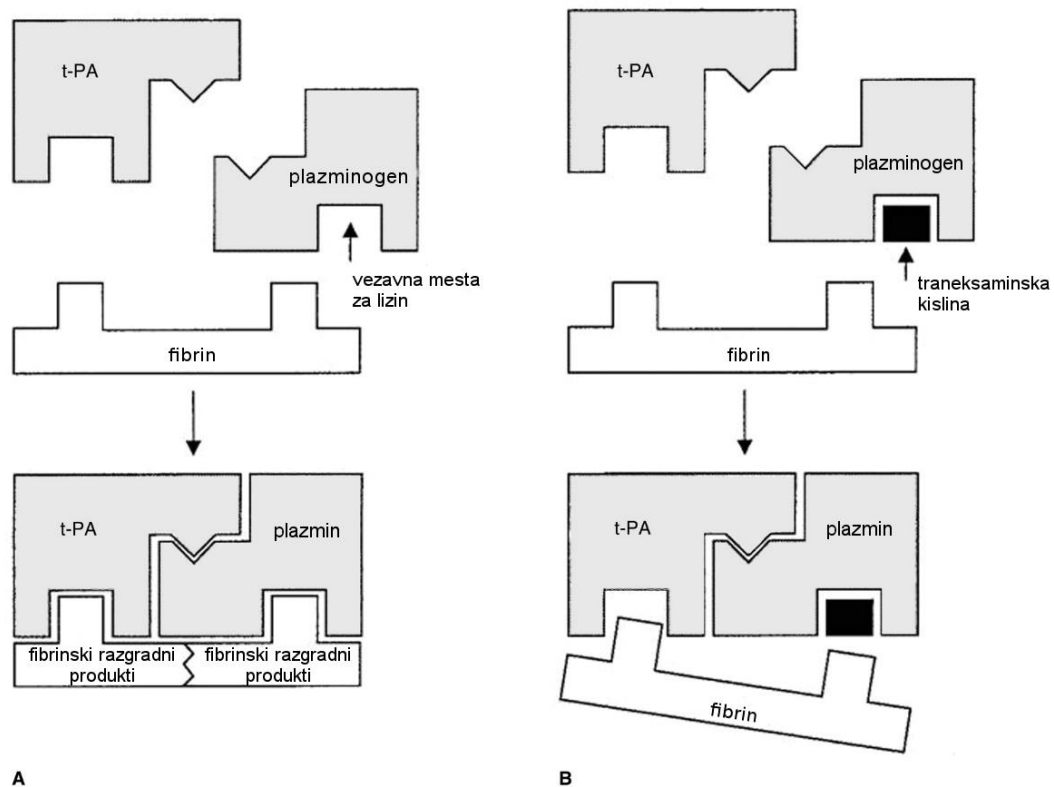 t-PA
plazminogen
vezavna mesta
za lizin
fibrin
t-PA
plazmin
fibrinski razgradni
produkti
fibrinski razgradni
produkti
A
t-PA
plazminogen
traneksaminska
kislina
fibrin
t-PA
plazmin
fibrin
B